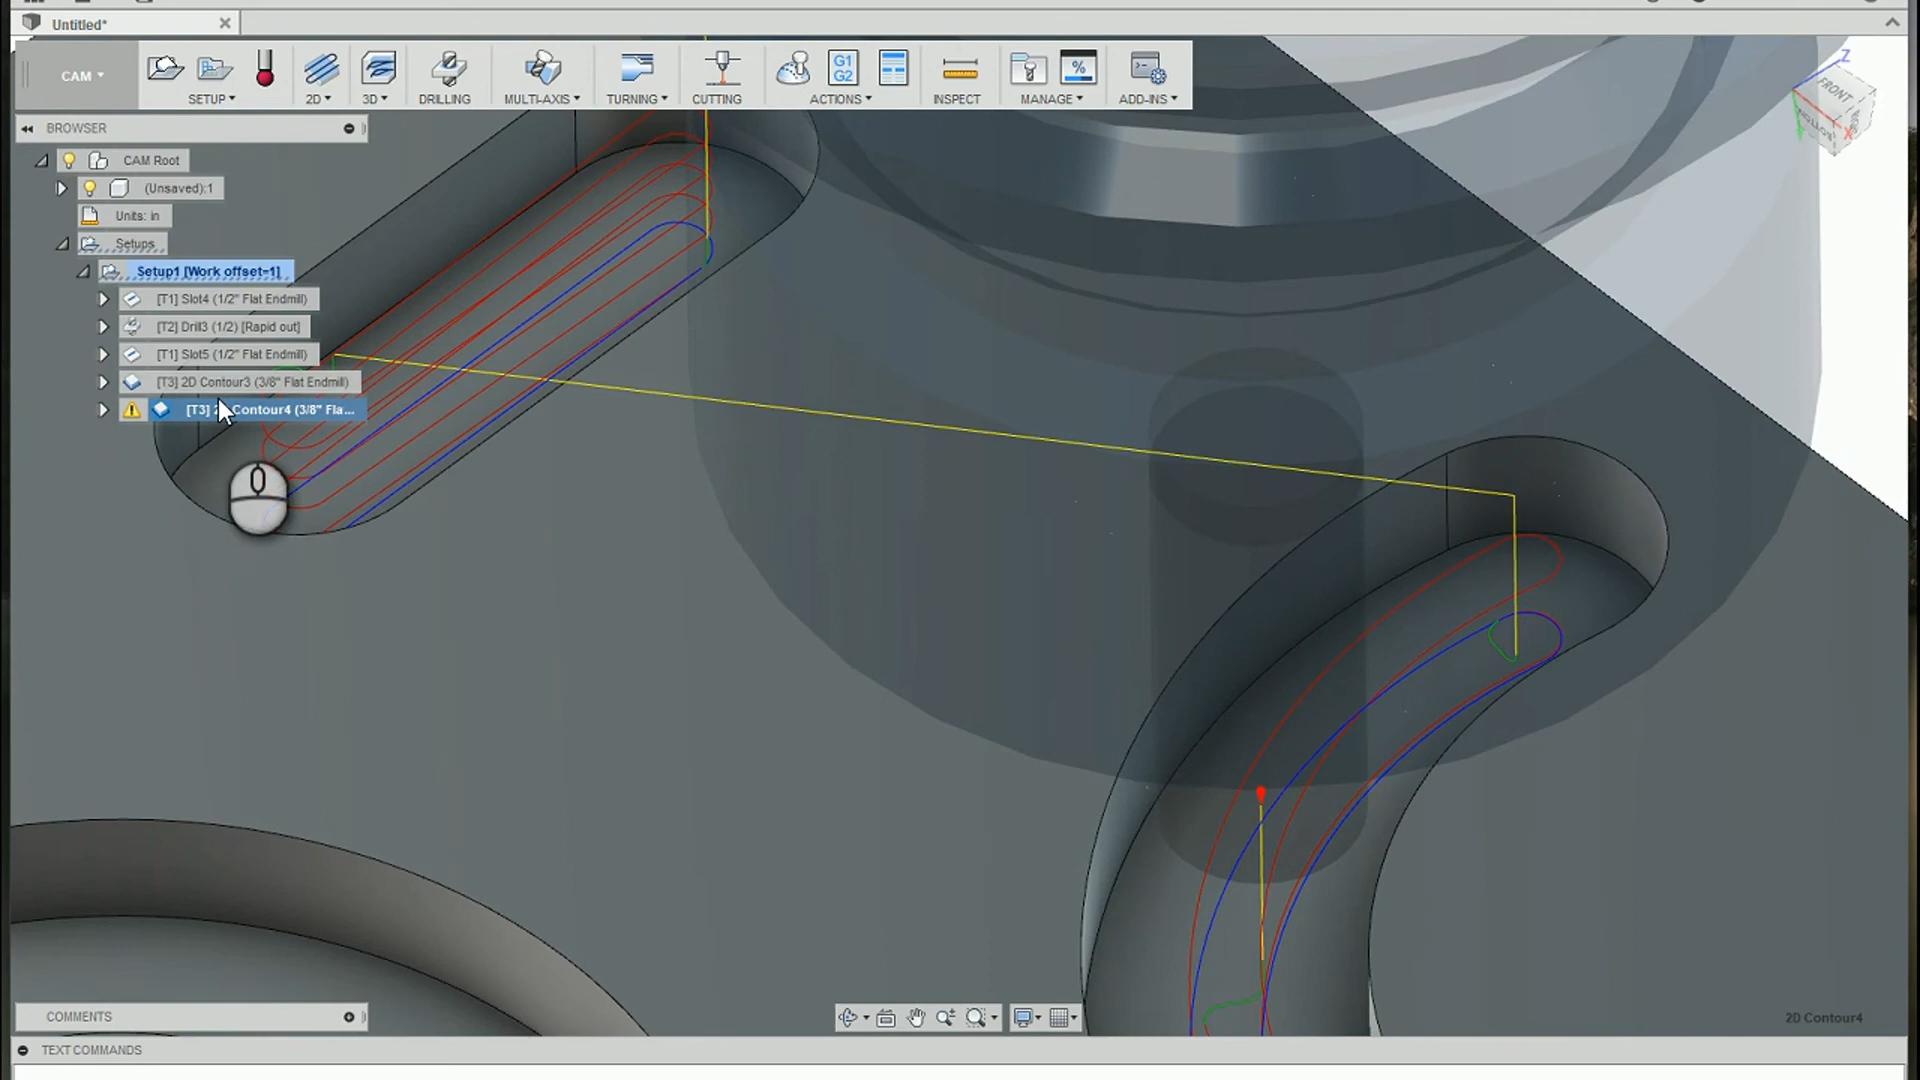 Untitled*
CAM
SETUP
2D
3D
DRILLING
MULTI-AXIS
TURNING
CUTTING
G1
G2
ACTIONS
INSPECT
%
MANAGE
ADD-INS
Z
FRONT
BOTTOM
X
BROWSER
CAM Root
(Unsaved):1
Units: in
Setups
Setup1 [Work offset=1]
[T1] Slot4 (1/2" Flat Endmill)
[T2] Drill3 (1/2) [Rapid out]
[T1] Slot5 (1/2" Flat Endmill)
[T3] 2D Contour3 (3/8" Flat Endmill)
[T3] Contour4 (3/8" Fla...
COMMENTS
2D Contour4
TEXT COMMANDS